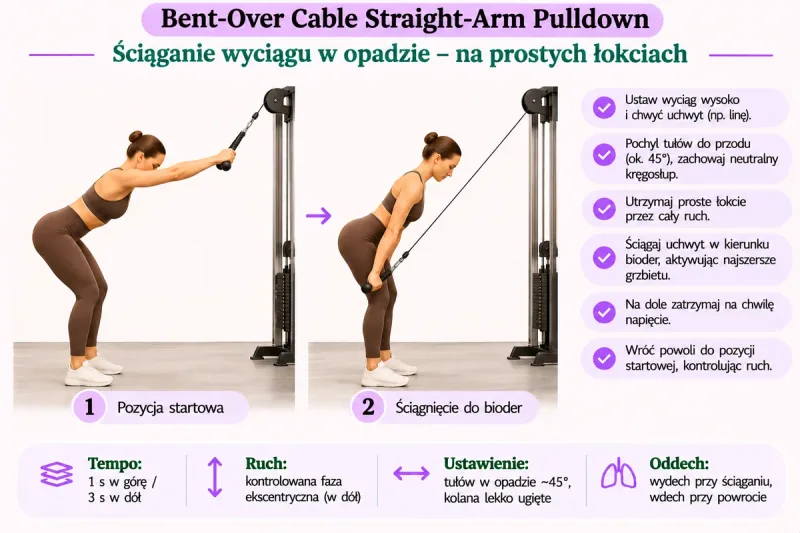 Bent-Over Cable Straight-Arm Pulldown
Ściąganie wyciągu w opadzie – na prostych łokciach
Ustaw wyciąg wysoko
i chwyć uchwyt (np. linę).
Pochyl tułów do przodu
(ok. 45°), zachowaj neutralny
kręgosłup.
Utrzymaj proste łokcie
przez cały ruch.
Ściągaj uchwyt w kierunku
bioder, aktywując najszersze
grzbietu.
Na dole zatrzymaj na chwilę
napięcie.
Wróć powoli do pozycji
startowej, kontrolując ruch.
1 Pozycja startowa
2 Ściągnięcie do bioder
Tempo:
1 s w górę /
3 s w dół
Ruch:
kontrolowana faza
ekscentryczna (w dół)
Ustawienie:
tułów w opadzie ~45°,
kolana lekko ugięte
Oddech:
wydech przy ściąganiu,
wdech przy powrocie